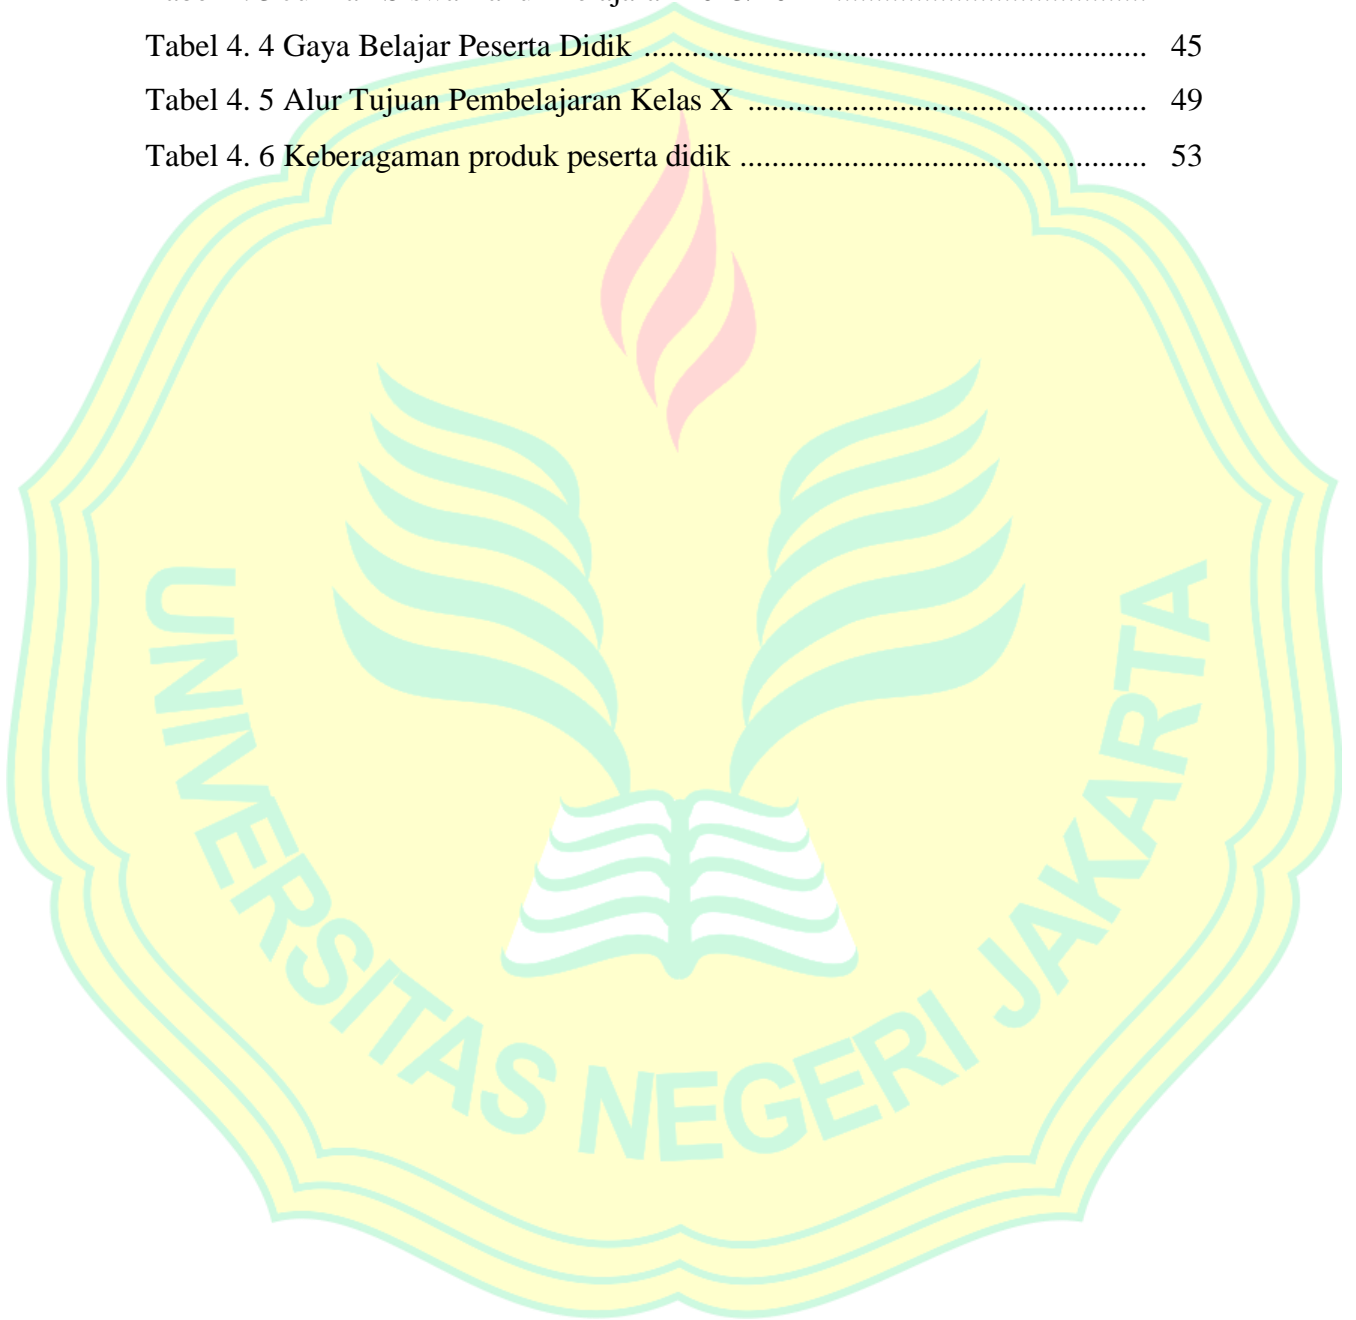 Tabel 4. 4 Gaya Belajar Peserta Didik ............................................................... 45
Tabel 4. 5 Alur Tujuan Pembelajaran Kelas X .................................................. 49
Tabel 4. 6 Keberagaman produk peserta didik ................................................... 53
UNIVERSITAS NEGERI JAKARTA